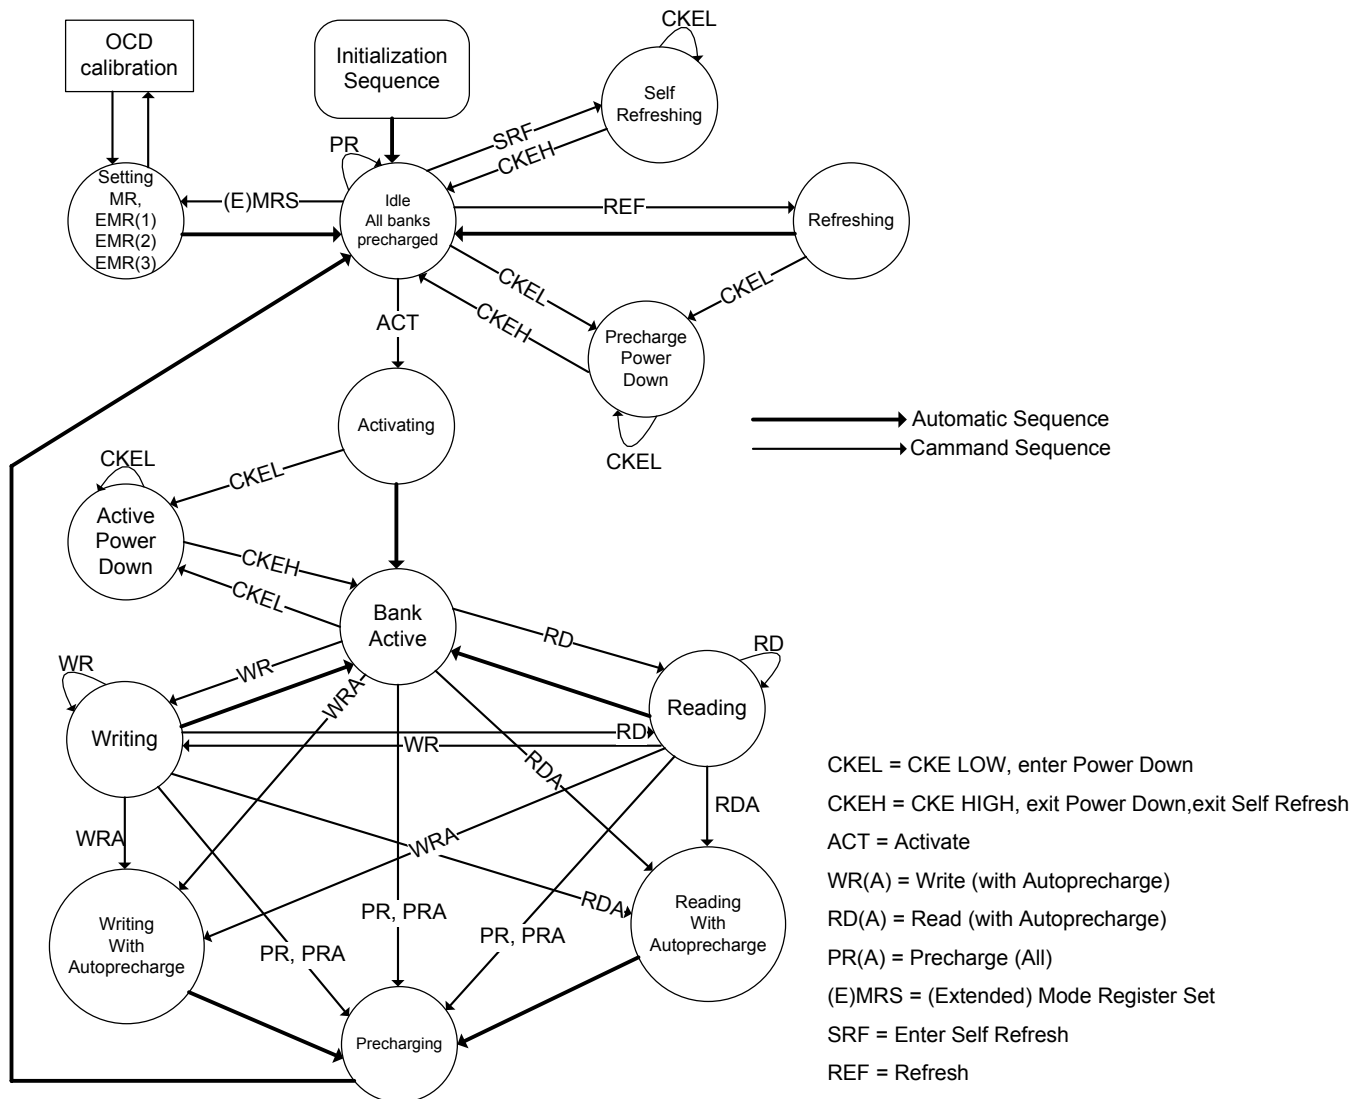 OCD
calibration
Initialization
Sequence
CKEL
Self
Refreshing
SRF
CKEH
PR
Setting
MR,
EMR(1)
EMR(2)
EMR(3)
(E)MRS
Idle
All banks
precharged
REF
Refreshing
CKEL
CKEH
CKEL
ACT
Precharge
Power
Down
CKEL
Activating
Automatic Sequence
Cammand Sequence
CKEL
CKEL
Active
Power
Down
CKEH
CKEL
Bank
Active
RD
RD
WR
WR
WRA
Reading
Writing
RD
WR
RDA
RDA
WRA
WRA
RDA
Writing
With
Autoprecharge
PR, PRA
PR, PRA
PR, PRA
Reading
With
Autoprecharge
Precharging
CKEL = CKE LOW, enter Power Down
CKEH = CKE HIGH, exit Power Down,exit Self Refresh
ACT = Activate
WR(A) = Write (with Autoprecharge)
RD(A) = Read (with Autoprecharge)
PR(A) = Precharge (All)
(E)MRS = (Extended) Mode Register Set
SRF = Enter Self Refresh
REF = Refresh